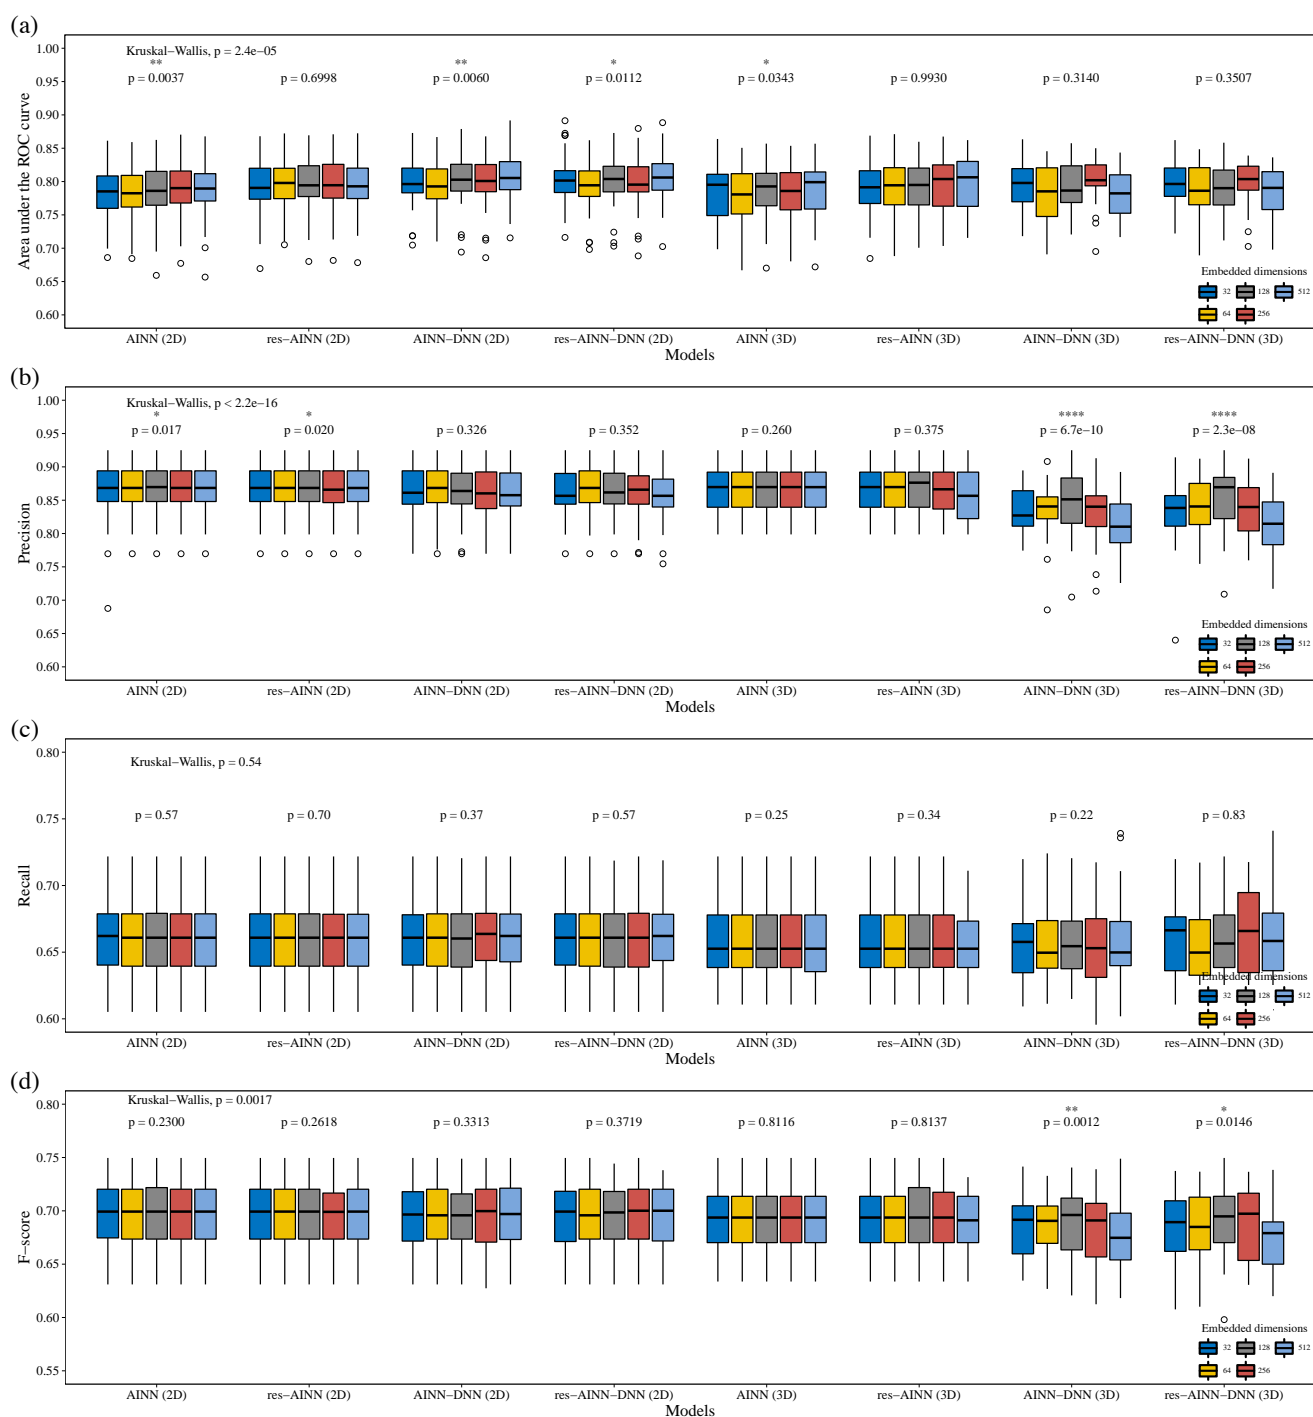 (a)
Kruskal−Wallis, p = 2.4e−05
** ** * *
p = 0.0037 p = 0.6998 p = 0.0060 p = 0.0112 p = 0.0343 p = 0.9930 p = 0.3140 p = 0.3507
Area under the ROC curve
1.00
0.95
0.90
0.85
0.80
0.75
0.70
0.65
0.60
Embedded dimensions
32 128 512
64 256
AINN (2D) res−AINN (2D) AINN−DNN (2D) res−AINN−DNN (2D) AINN (3D) res−AINN (3D) AINN−DNN (3D) res−AINN−DNN (3D)
Models
(b)
Kruskal−Wallis, p < 2.2e−16
* * **** ****
p = 0.017 p = 0.020 p = 0.326 p = 0.352 p = 0.260 p = 0.375 p = 6.7e−10 p = 2.3e−08
Precision
1.00
0.95
0.90
0.85
0.80
0.75
0.70
0.65
0.60
Embedded dimensions
32 128 512
64 256
AINN (2D) res−AINN (2D) AINN−DNN (2D) res−AINN−DNN (2D) AINN (3D) res−AINN (3D) AINN−DNN (3D) res−AINN−DNN (3D)
Models
(c)
Kruskal−Wallis, p = 0.54
p = 0.57 p = 0.70 p = 0.37 p = 0.57 p = 0.25 p = 0.34 p = 0.22 p = 0.83
Recall
0.80
0.75
0.70
0.65
0.60
Embedded dimensions
32 128 512
64 256
AINN (2D) res−AINN (2D) AINN−DNN (2D) res−AINN−DNN (2D) AINN (3D) res−AINN (3D) AINN−DNN (3D) res−AINN−DNN (3D)
Models
(d)
Kruskal−Wallis, p = 0.0017
** *
p = 0.2300 p = 0.2618 p = 0.3313 p = 0.3719 p = 0.8116 p = 0.8137 p = 0.0012 p = 0.0146
F−score
0.80
0.75
0.70
0.65
0.60
0.55
Embedded dimensions
32 128 512
64 256
AINN (2D) res−AINN (2D) AINN−DNN (2D) res−AINN−DNN (2D) AINN (3D) res−AINN (3D) AINN−DNN (3D) res−AINN−DNN (3D)
Models